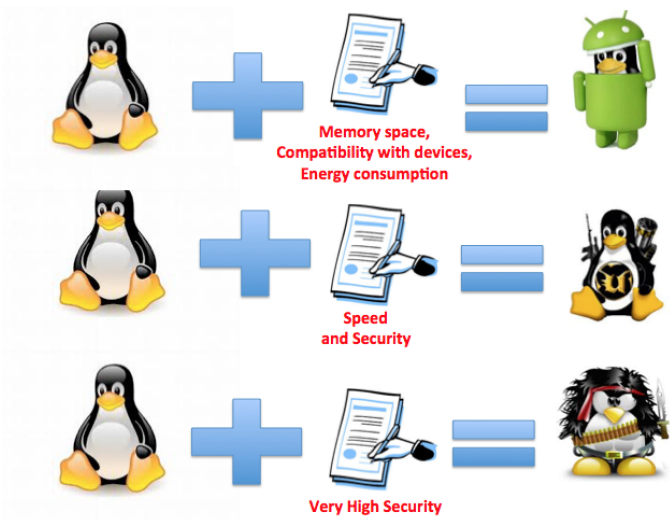 Memory space,
Compatibility with devices,
Energy consumption
Speed
and Security
Very High Security